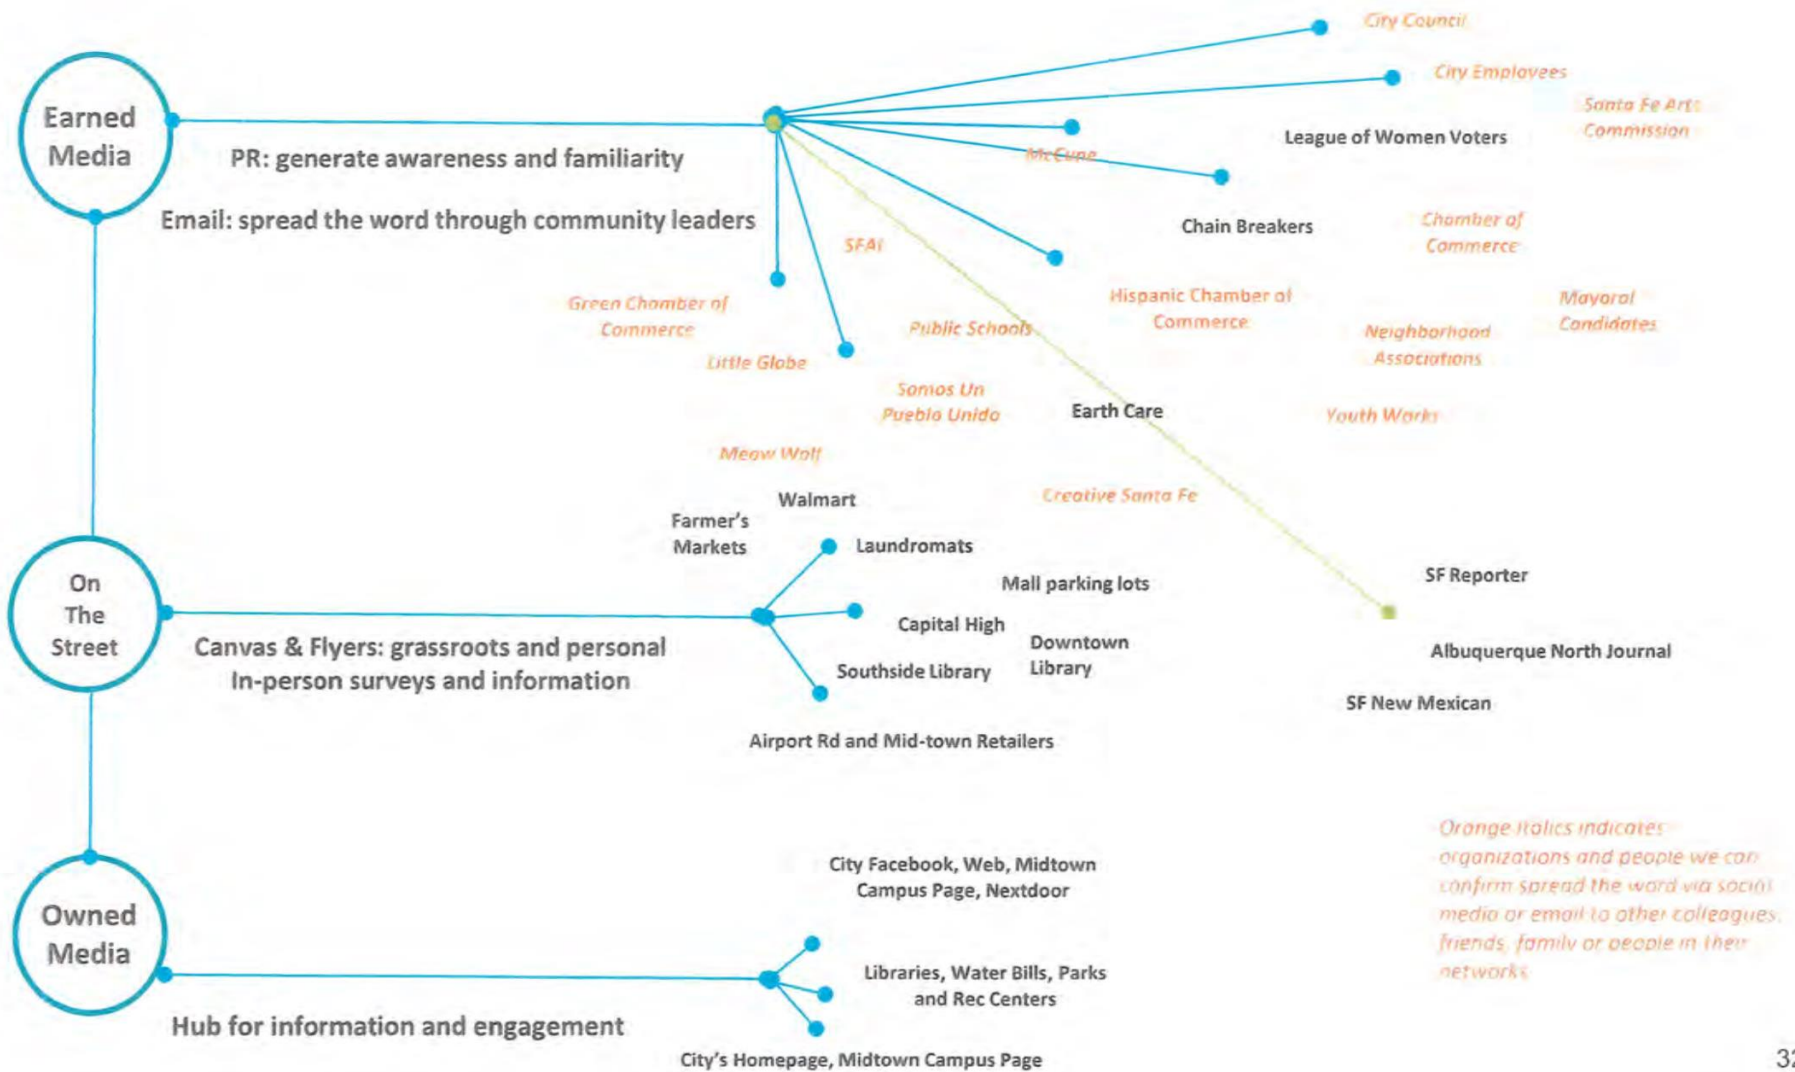 City Council
City Employees
Santa Fe Arts
Commission
Earned
Media
League of Women Voters
PR: generate awareness and familiarity
McCune
Email: spread the word through community leaders
Chain Breakers
Chamber of
Commerce
SFAI
Green Chamber of
Commerce
Hispanic Chamber of
Commerce
Mayoral
Candidates
Public Schools
Neighborhood
Associations
Little Globe
Somos Un
Pueblo Unido
Earth Care
Youth Works
Meow Wolf
Creative Santa Fe
Walmart
Farmer's
Markets
Laundromats
On
The
Street
Mall parking lots
SF Reporter
Capital High
Downtown
Library
Canvas & Flyers: grassroots and personal
In-person surveys and information
Southside Library
Albuquerque North Journal
SF New Mexican
Airport Rd and Mid-town Retailers
Orange italics indicates
organizations and people we can
confirm spread the word via social
media or email to other colleagues,
friends, family or people in their
networks
City Facebook, Web, Midtown
Campus Page, Nextdoor
Owned
Media
Libraries, Water Bills, Parks
and Rec Centers
Hub for information and engagement
City's Homepage, Midtown Campus Page
32